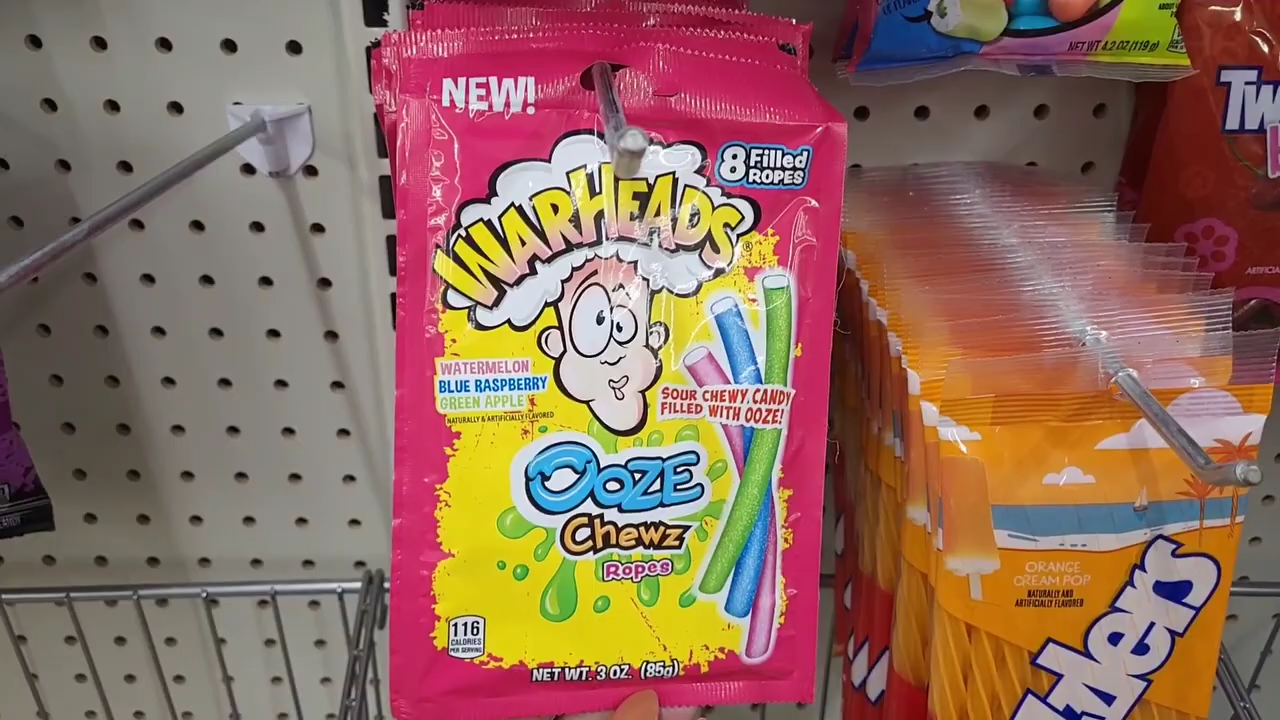 NEW!
8 Filled
ROPES
WARHEADS®
WATERMELON
BLUE RASPBERRY
GREEN APPLE
NATURALLY & ARTIFICIALLY FLAVORED
SOUR CHEWY, CANDY
FILLED WITH OOZE!
OOZE
Chewz
Ropes
116
CALORIES
PER SERVING
NET WT. 3 OZ. (85g)
NET WT 4.2 OZ (119g)
TW
ORANGE
CREAM POP
NATURALLY AND
ARTIFICIALLY FLAVORED
zlers